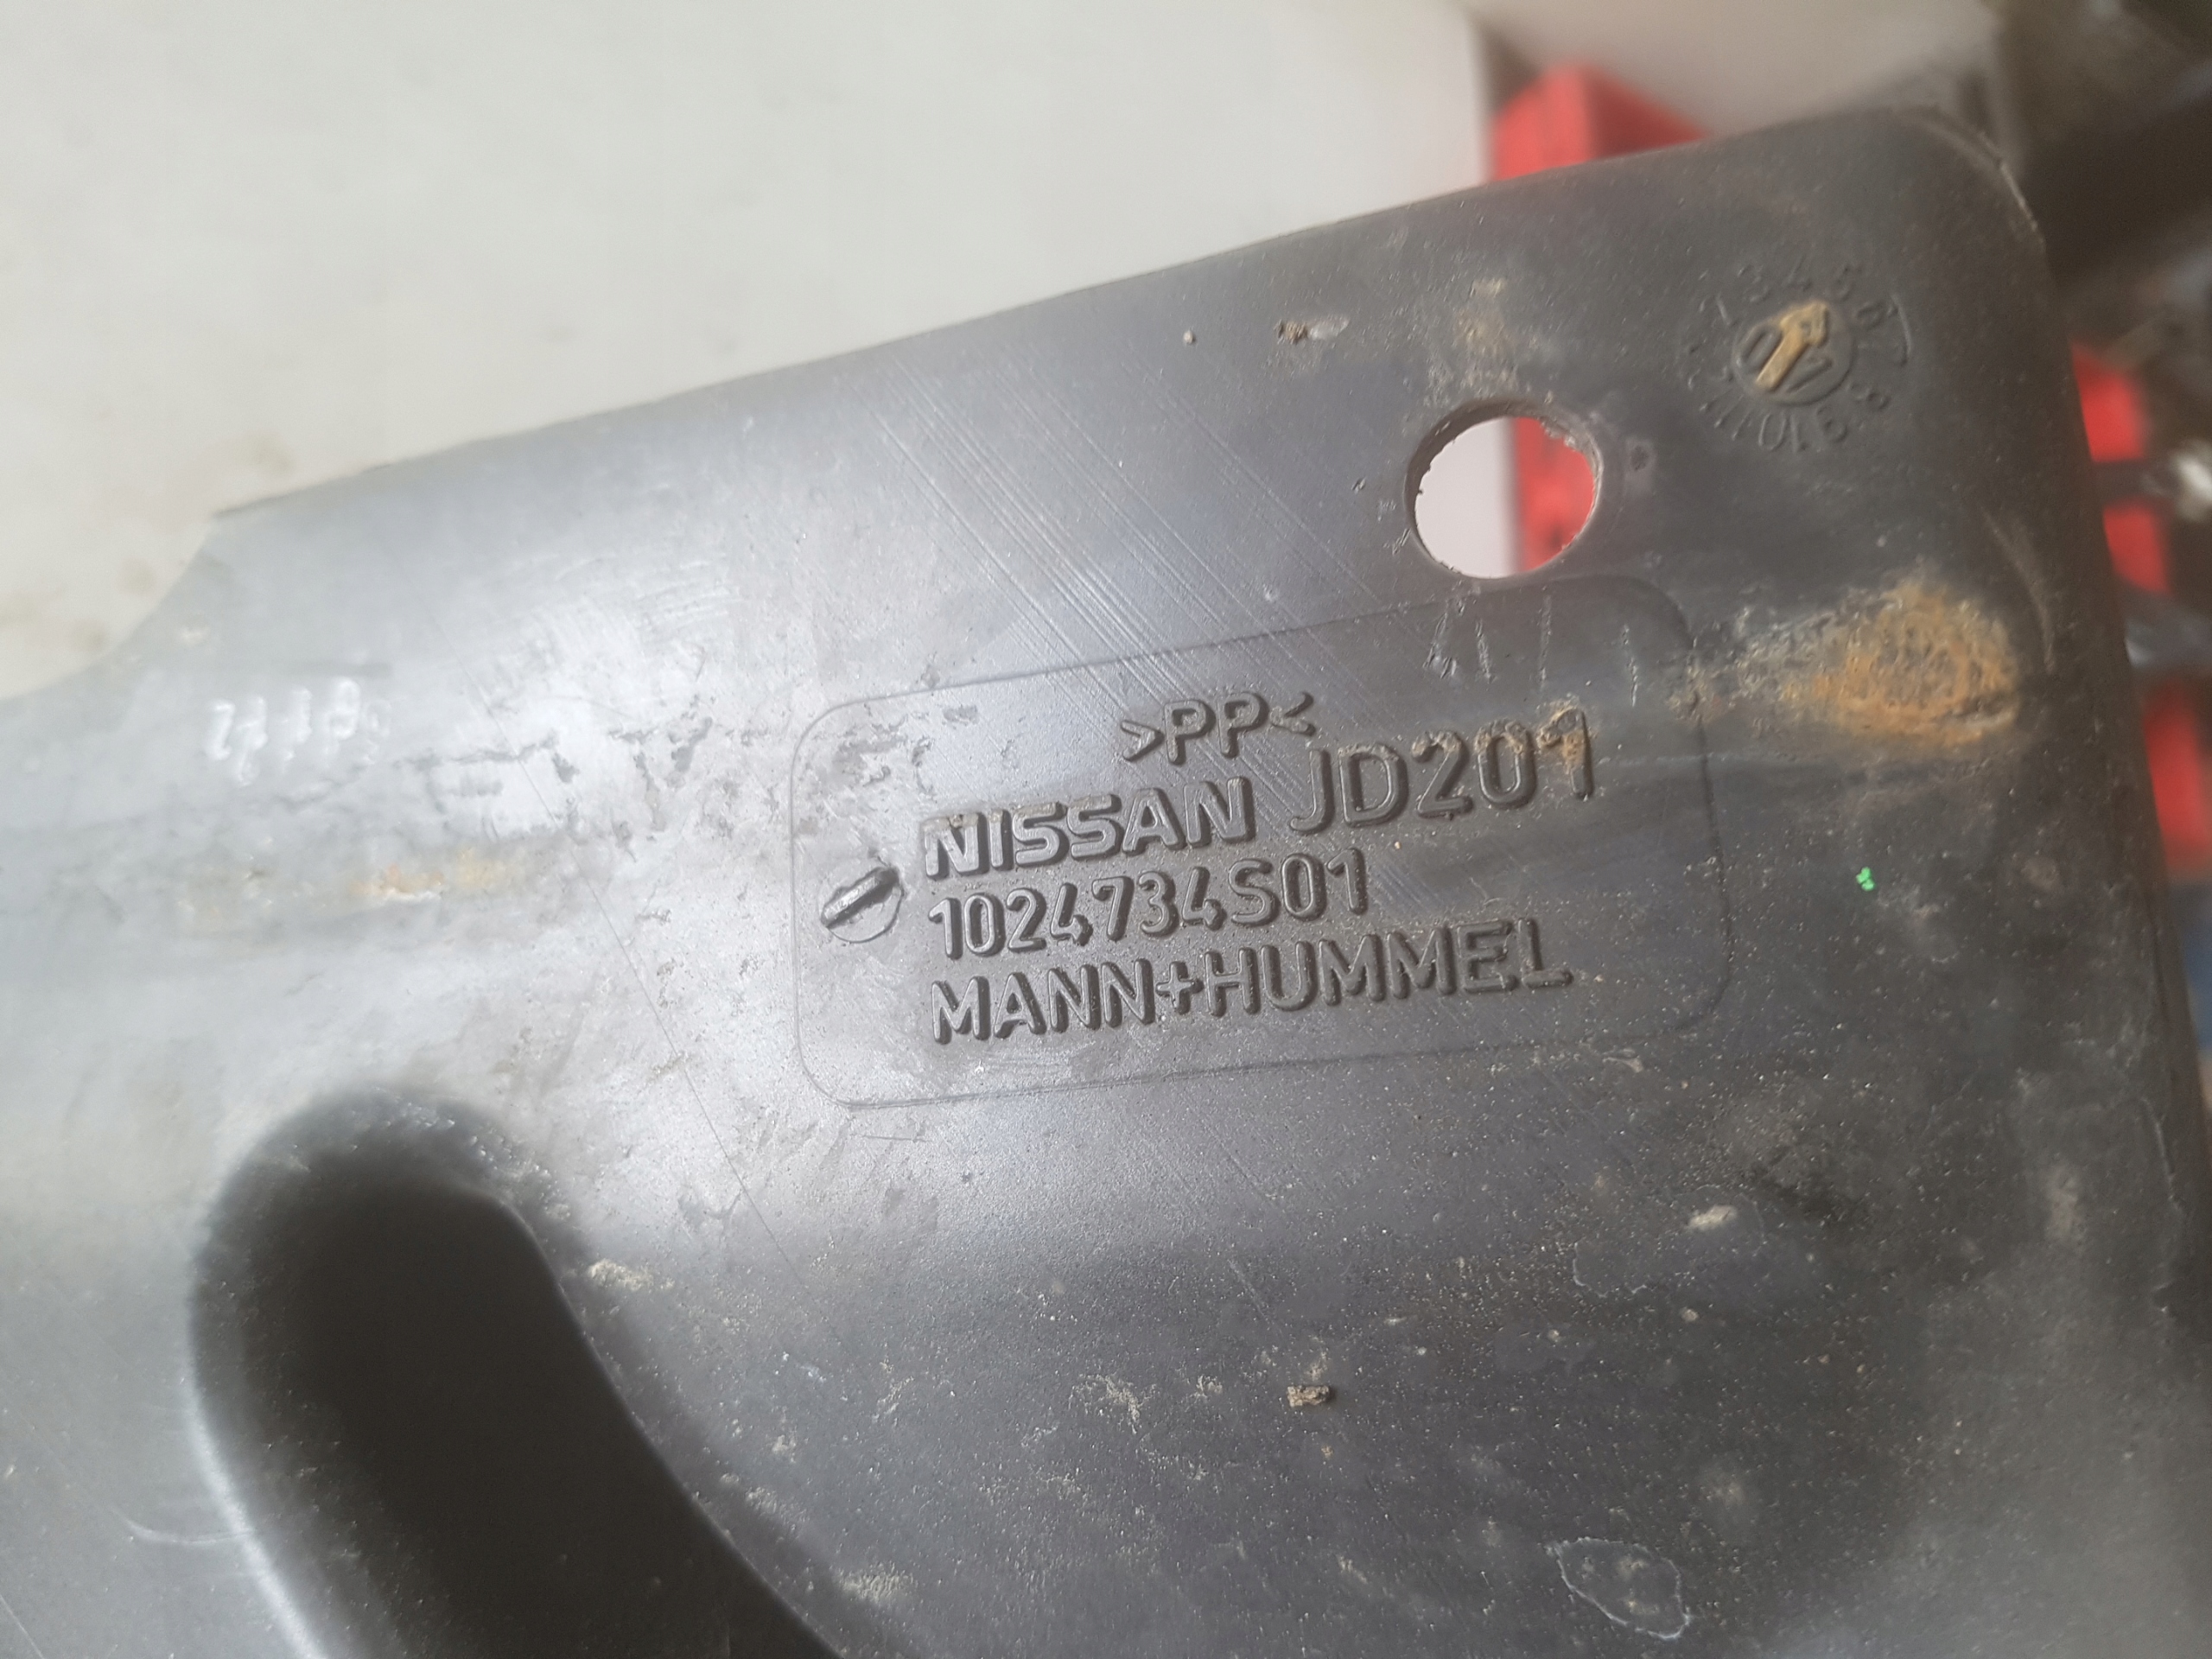 >PP<
NISSAN JD201
1024734S01
MANN+HUMMEL